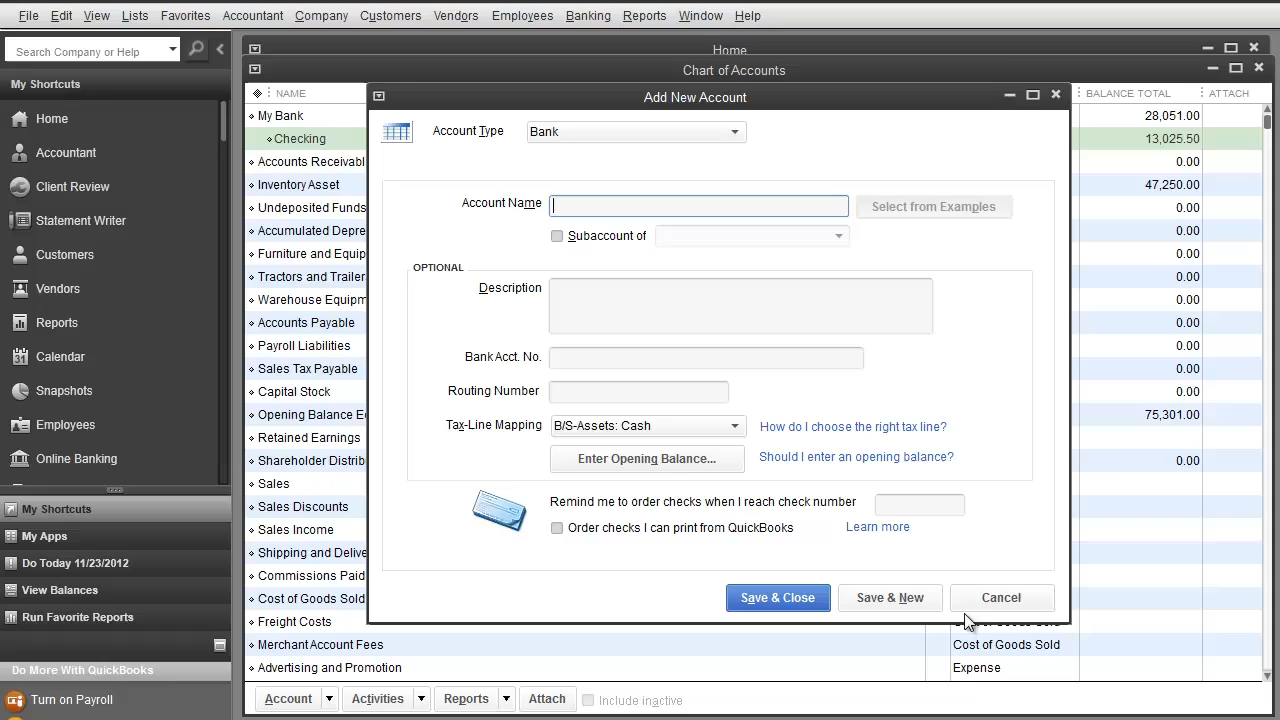 File Edit View Lists Favorites Accountant Company Customers Vendors Employees Banking Reports Window Help
Search Company or Help
My Shortcuts
Home
Accountant
Client Review
Statement Writer
Customers
Vendors
Reports
Calendar
31
Snapshots
Employees
Online Banking
My Shortcuts
My Apps
Do Today 11/23/2012
View Balances
Run Favorite Reports
Do More With QuickBooks
Turn on Payroll
Home
Chart of Accounts
NAME BALANCE TOTAL ATTACH
My Bank 28,051.00
Checking 13,025.50
Accounts Receivabl 0.00
Inventory Asset 47,250.00
Undeposited Funds 0.00
Accumulated Depre 0.00
Furniture and Equip 0.00
Tractors and Trailer 0.00
Warehouse Equipm 0.00
Accounts Payable 0.00
Payroll Liabilities 0.00
Sales Tax Payable 0.00
Capital Stock 0.00
Opening Balance Eq 75,301.00
Retained Earnings
Shareholder Distrib 0.00
Sales
Sales Discounts
Sales Income
Shipping and Delive
Commissions Paid
Cost of Goods Sold
Freight Costs
Merchant Account Fees Cost of Goods Sold
Advertising and Promotion Expense
Account Activities Reports Attach Include inactive
Add New Account
Account Type Bank
Account Name Select from Examples
Subaccount of
OPTIONAL
Description
Bank Acct. No.
Routing Number
Tax-Line Mapping B/S-Assets: Cash How do I choose the right tax line?
Enter Opening Balance... Should I enter an opening balance?
Remind me to order checks when I reach check number
Order checks I can print from QuickBooks Learn more
Save & Close Save & New Cancel